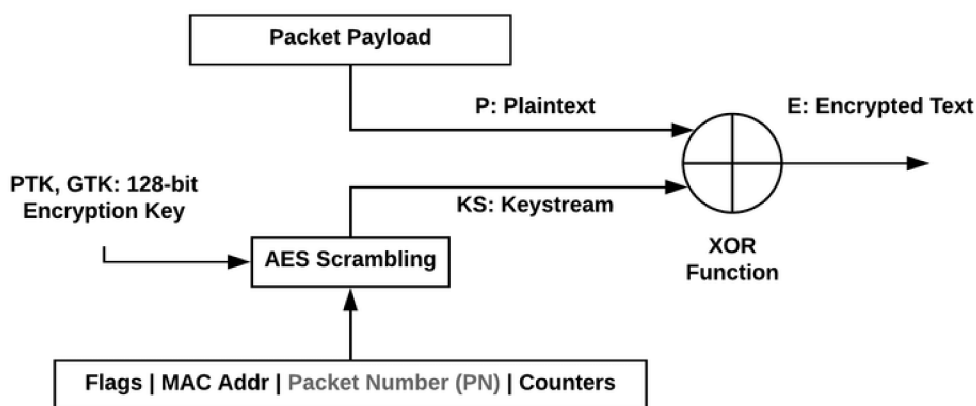 Packet Payload
P: Plaintext
E: Encrypted Text
PTK, GTK: 128-bit
Encryption Key
KS: Keystream
AES Scrambling
XOR
Function
Flags | MAC Addr | Packet Number (PN) | Counters